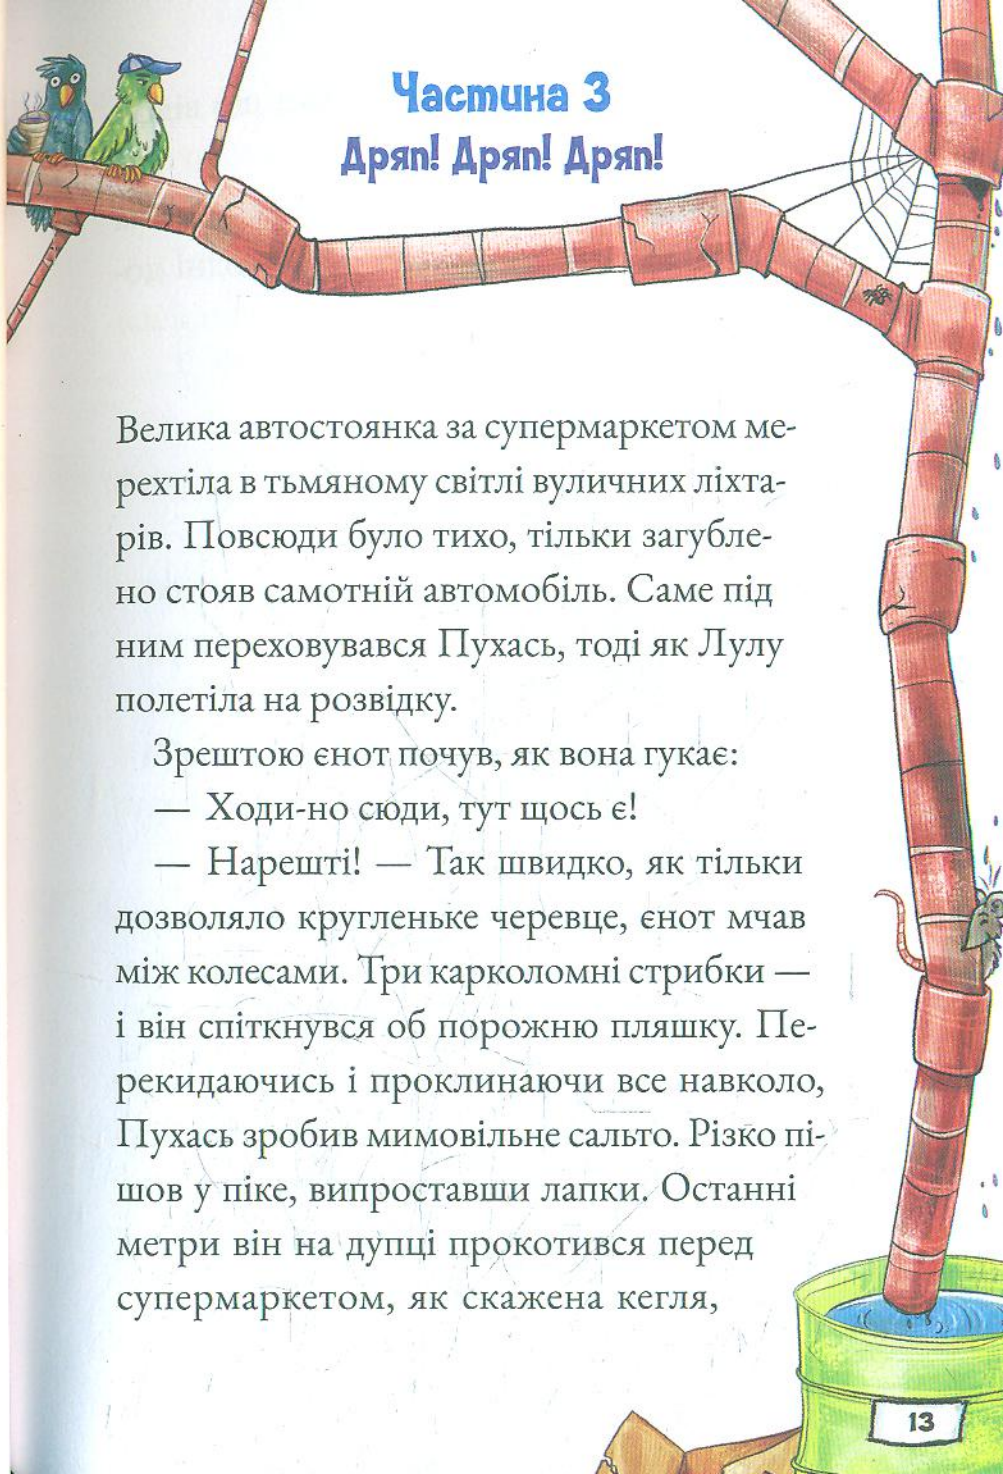 Частина 3
Дряп! Дряп! Дряп!
Велика автостоянка за супермаркетом ме-
рехтіла в тьмяному світлі вуличних ліхта-
рів. Повсюди було тихо, тільки загубле-
но стояв самотній автомобіль. Саме під
ним переховувався Пухась, тоді як Лулу
полетіла на розвідку.
Зрештою єнот почув, як вона гукає:
— Ходи-но сюди, тут щось є!
— Нарешті! — Так швидко, як тільки
дозволяло кругленьке черевце, єнот мчав
між колесами. Три карколомні стрибки —
і він спіткнувся об порожню пляшку. Пе-
рекидаючись і проклинаючи все навколо,
Пухась зробив мимовільне сальто. Різко пі-
шов у піке, випроставши лапки. Останні
метри він на дупці прокотився перед
супермаркетом, як скажена кегля,
13